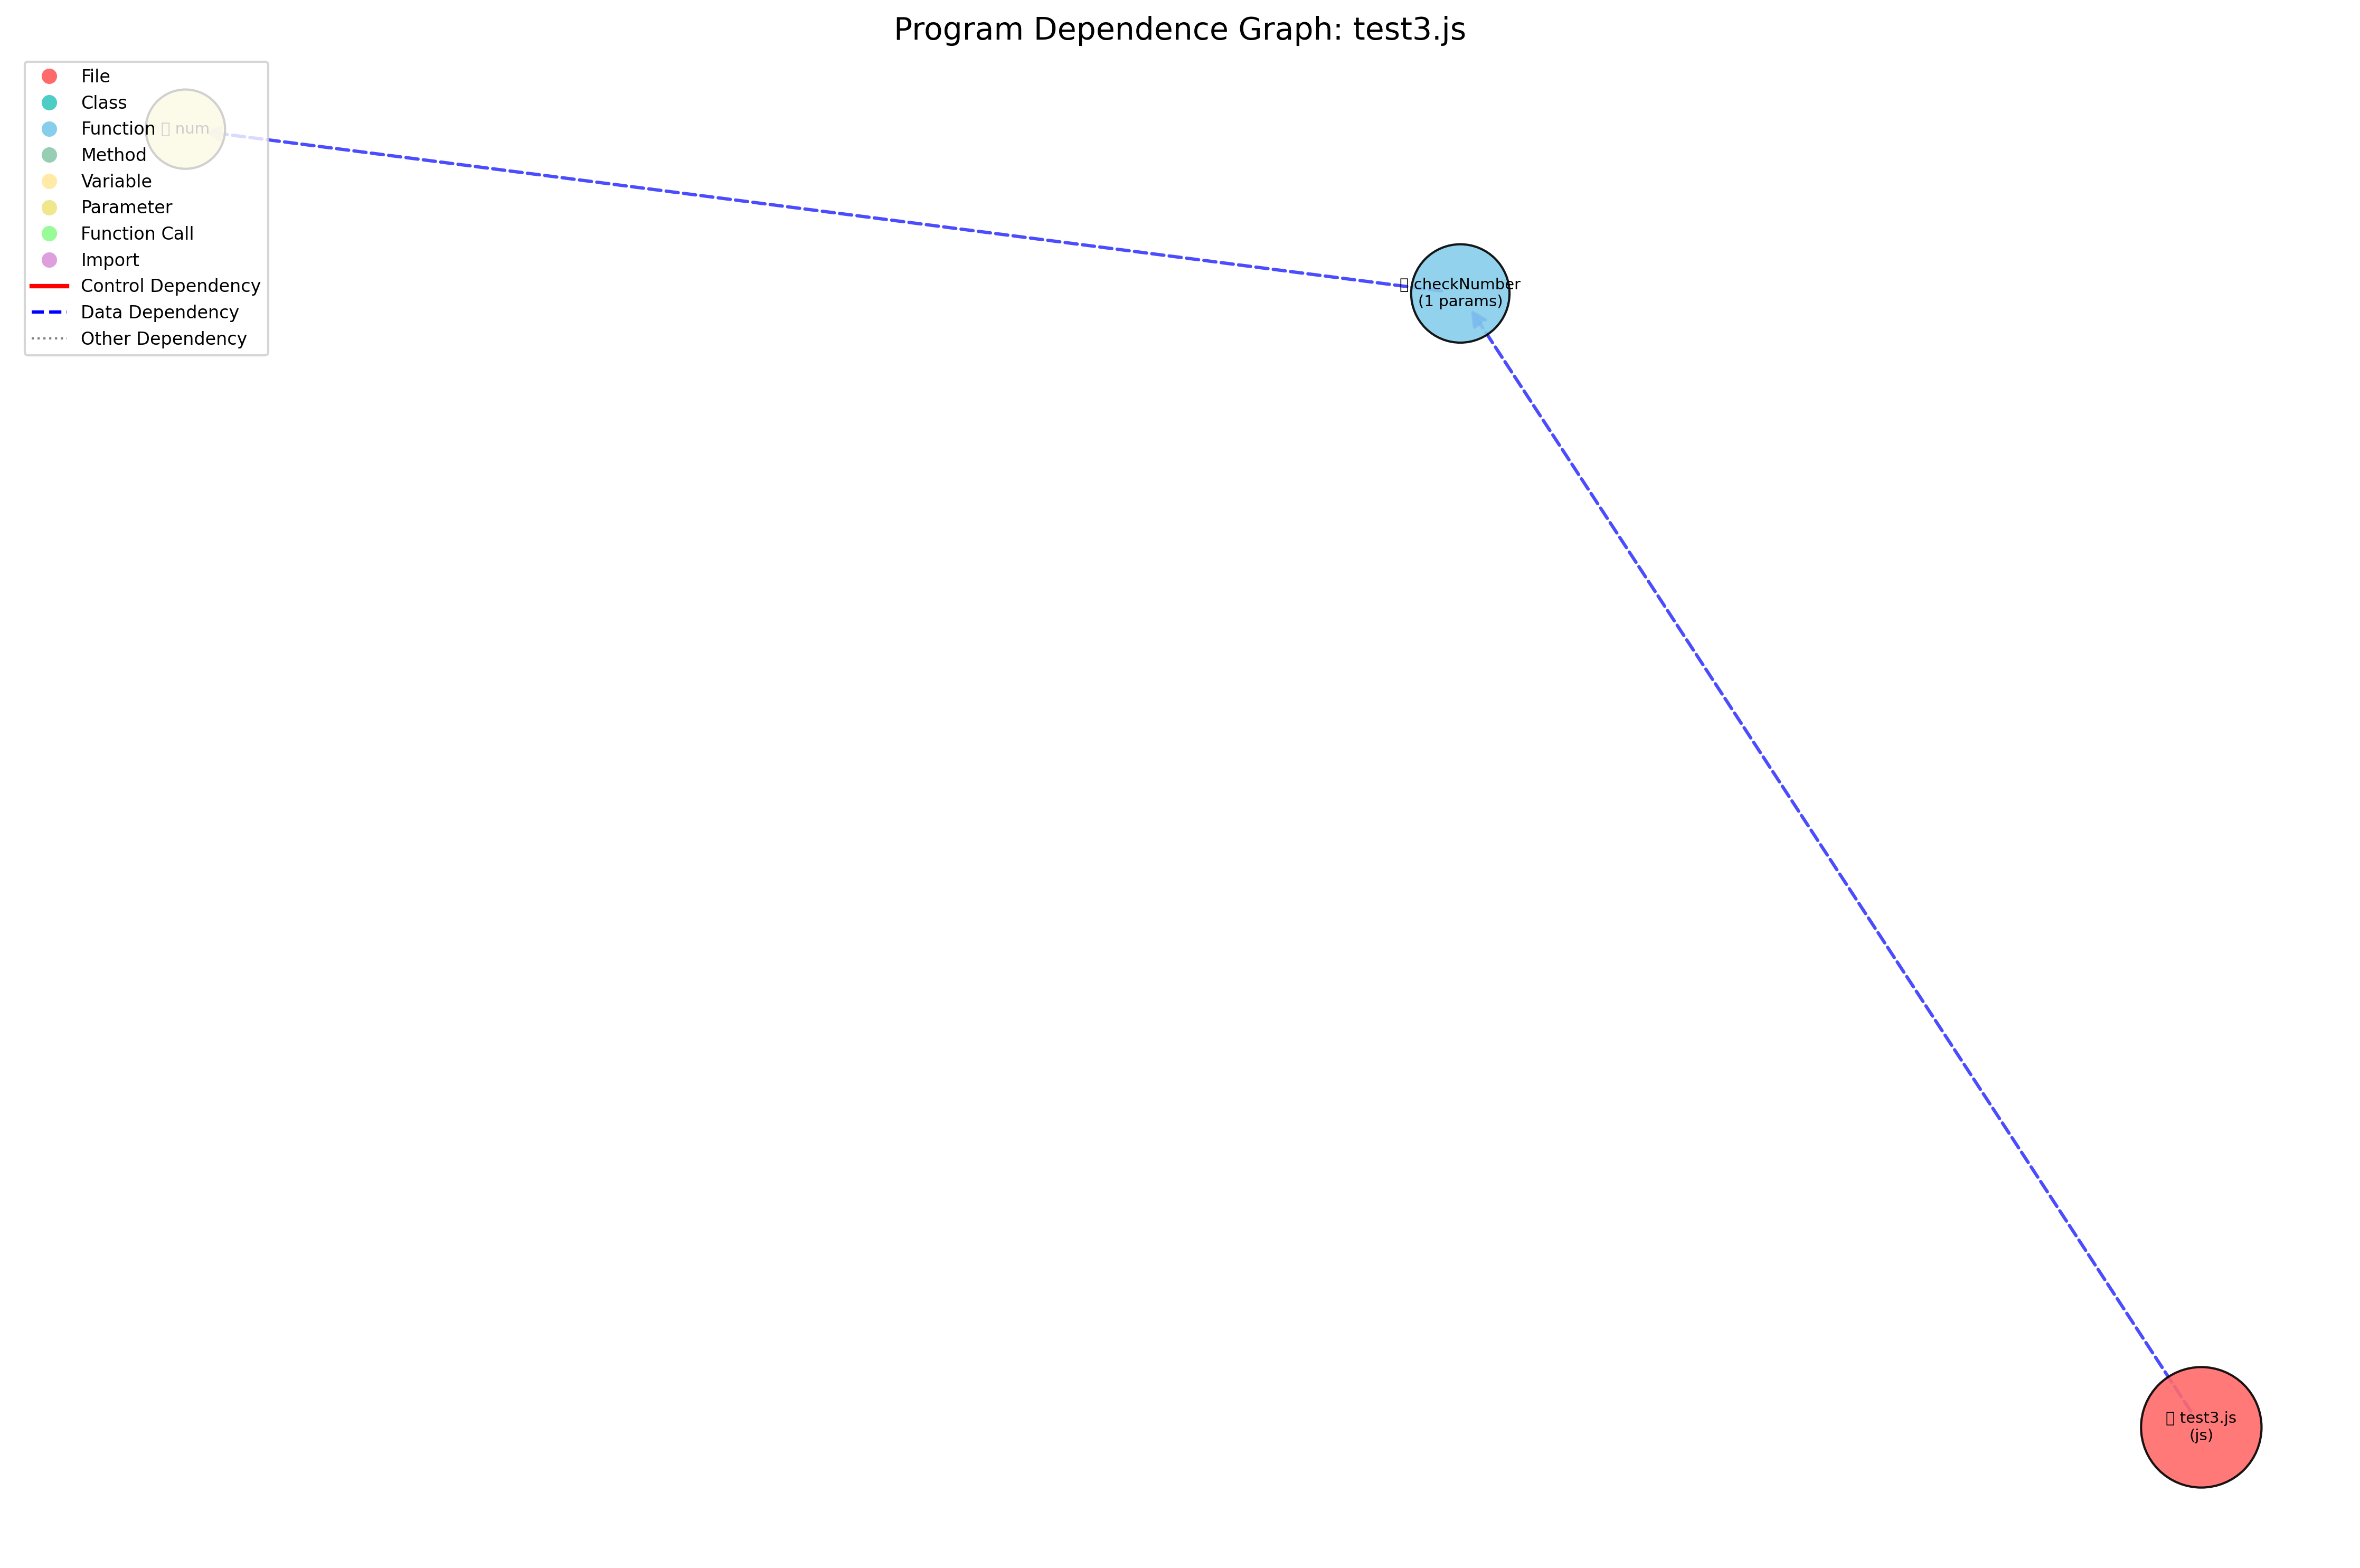 Program Dependence Graph: test3.js
File
Class
Function
Method
Variable
Parameter
Function Call
Import
Control Dependency
Data Dependency
Other Dependency
num
checkNumber
(1 params)
test3.js
(js)